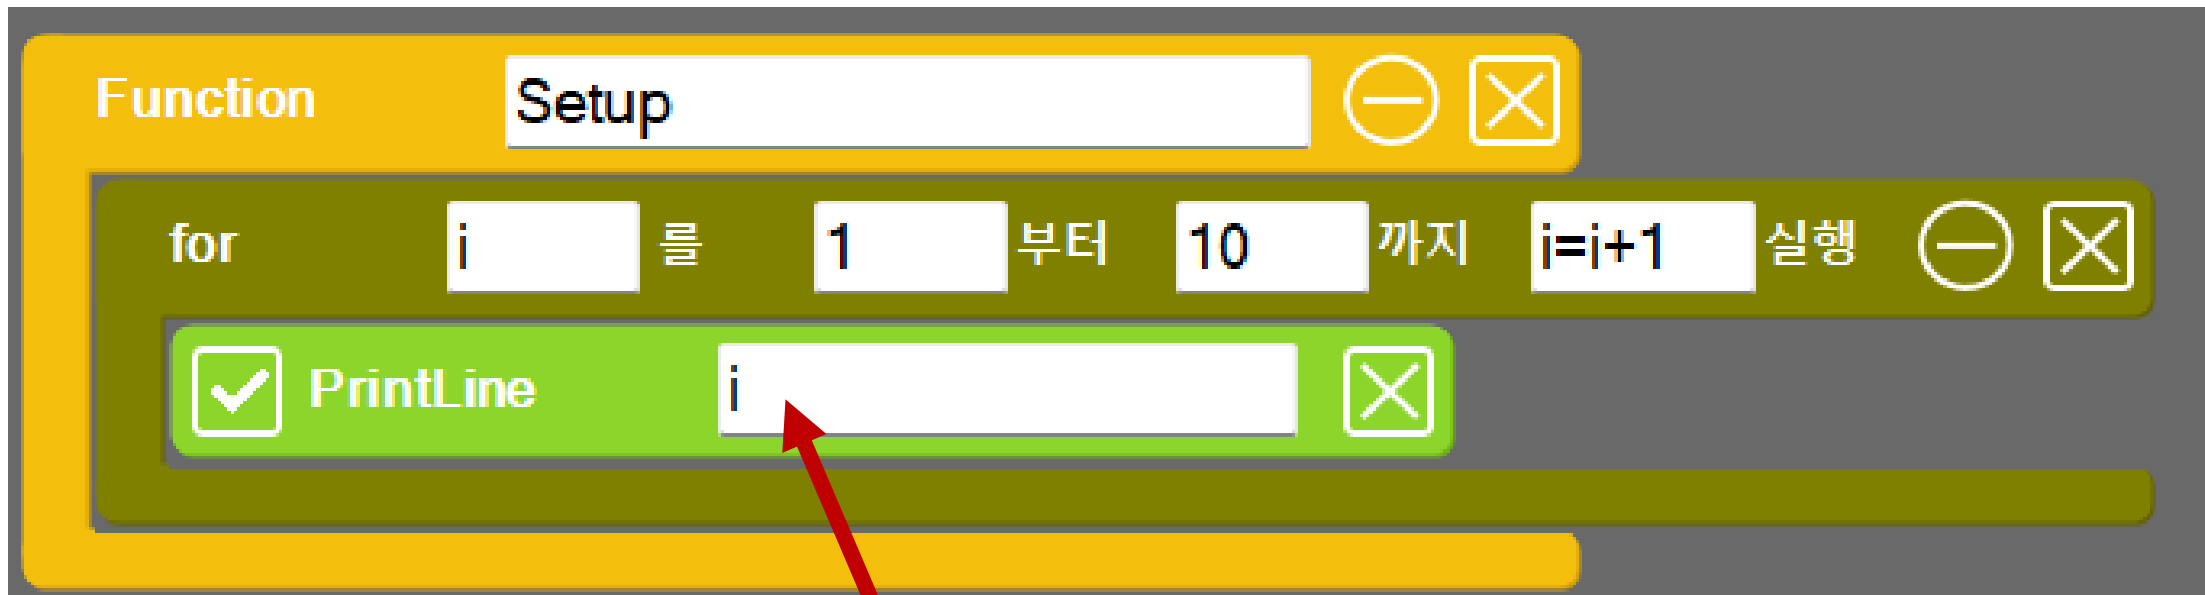 Function Setup
for i 를 1 부터 10 까지 i=i+1 실행
PrintLine i